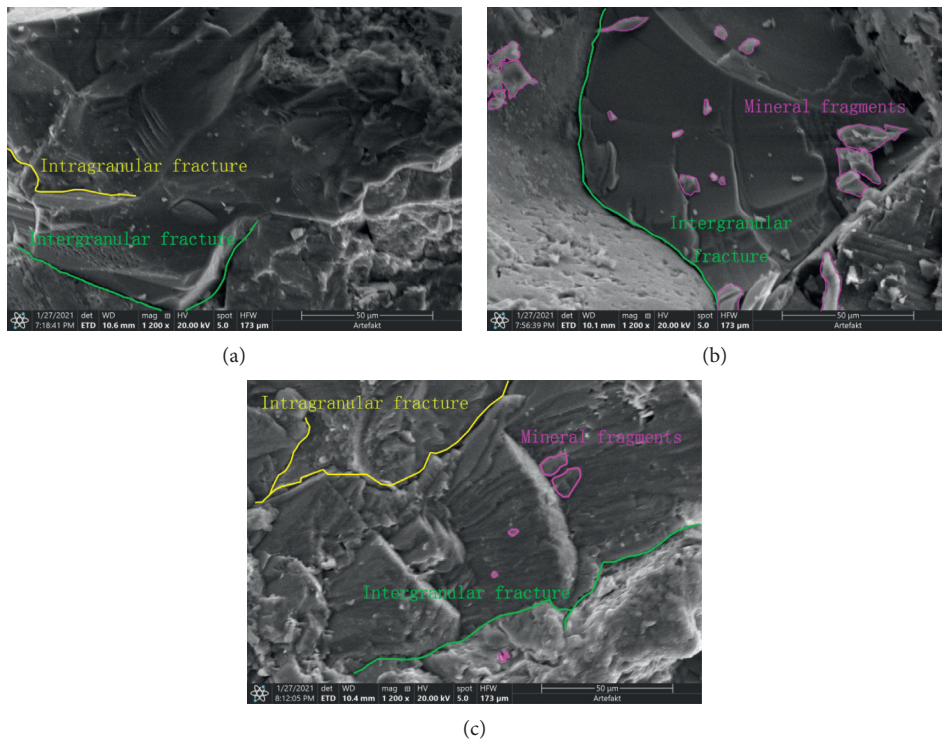 Intragranular fracture
Intergranular fracture
1/27/2021 det WD mag HV spot HFW 50 µm
7:18:41 PM ETD 10.6 mm 1 200 x 20.00 kV 5.0 173 µm Artefakt
(a)
Mineral fragments
Intergranular
fracture
1/27/2021 det WD mag HV spot HFW 50 µm
7:56:39 PM ETD 10.1 mm 1 200 x 20.00 kV 5.0 173 µm Artefakt
(b)
Intragranular fracture
Mineral fragments
Intergranular fracture
1/27/2021 det WD mag HV spot HFW 50 µm
8:12:05 PM ETD 10.4 mm 1 200 x 20.00 kV 5.0 173 µm Artefakt
(c)